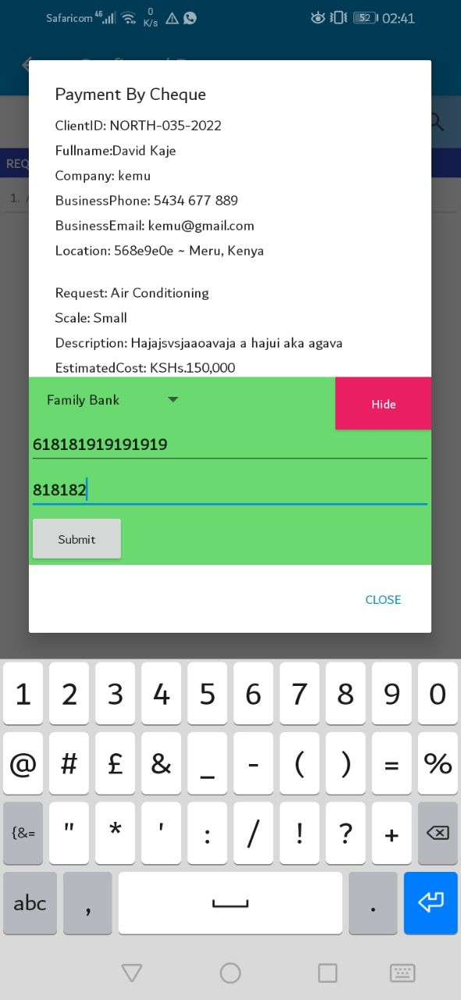 Safaricom 4G 0 K/s 52 02:41
Payment By Cheque
ClientID: NORTH-035-2022
Fullname:David Kaje
Company: kemu
BusinessPhone: 5434 677 889
BusinessEmail: kemu@gmail.com
Location: 568e9e0e ~ Meru, Kenya
REQ
1.
Request: Air Conditioning
Scale: Small
Description: Hajajsvsjaaoavaja a hajui aka agava
EstimatedCost: KSHs.150,000
Family Bank
Hide
618181919191919
818182
Submit
CLOSE
1 2 3 4 5 6 7 8 9 0
@ # £ & _ - ( ) = %
{&= " * ' : / ! ? +
abc , .